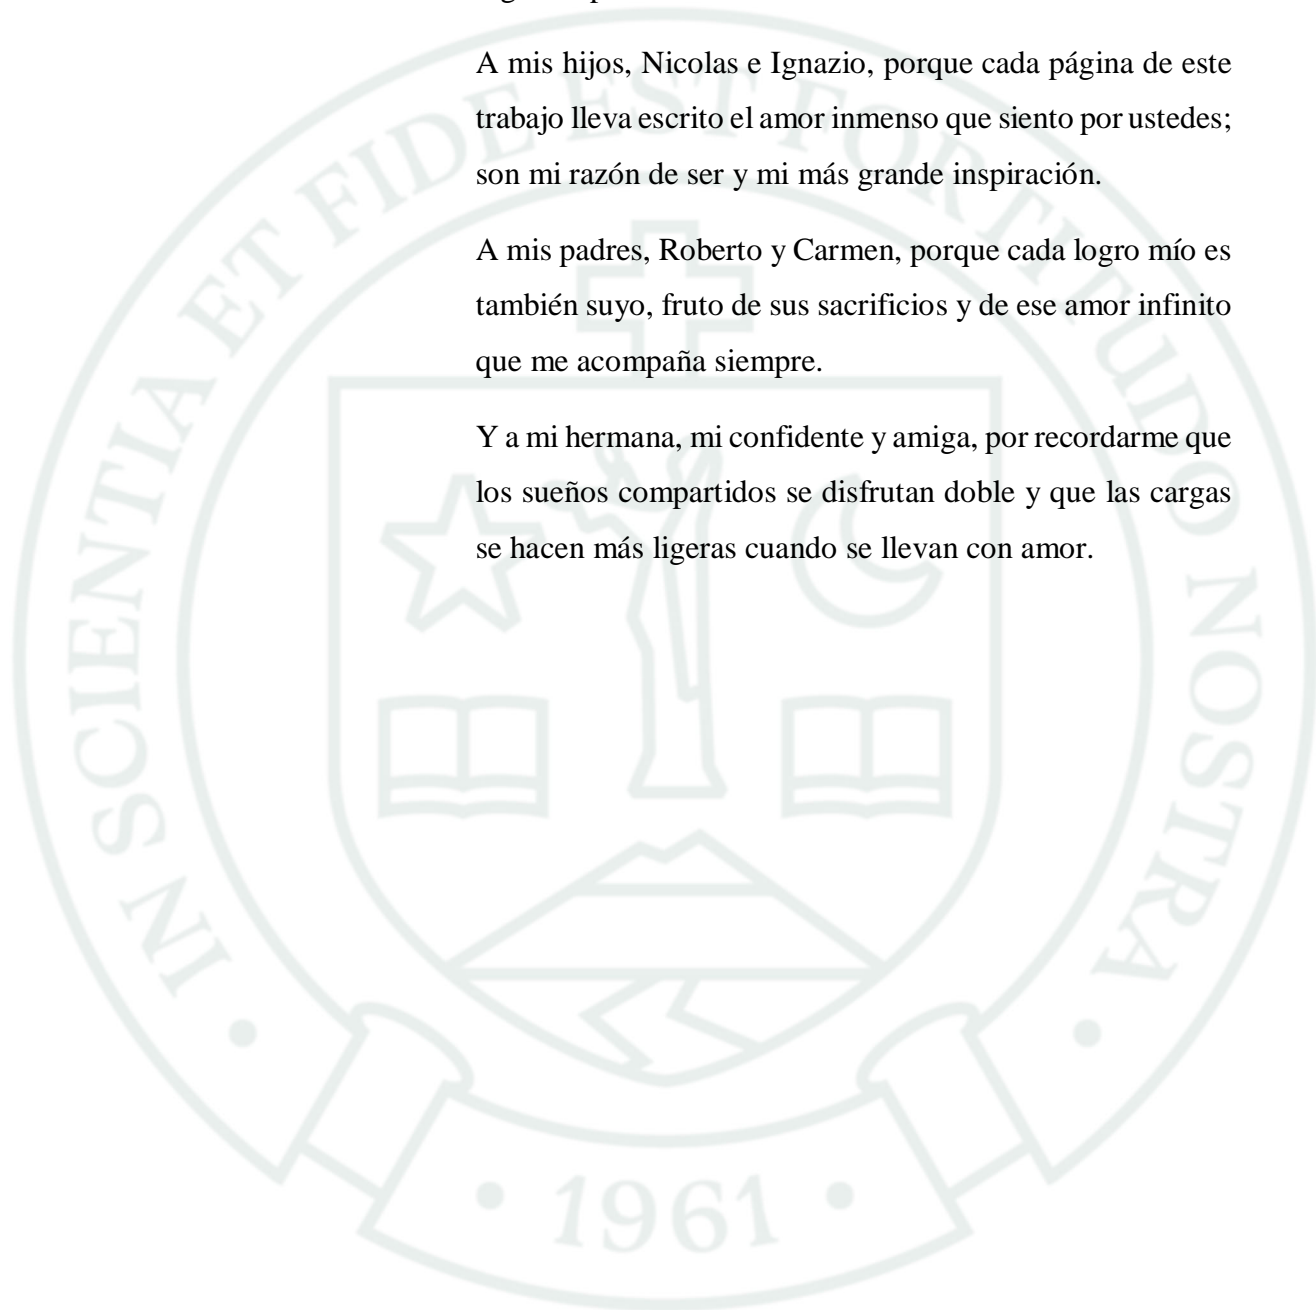 A mis hijos, Nicolas e Ignazio, porque cada página de este
trabajo lleva escrito el amor inmenso que siento por ustedes;
son mi razón de ser y mi más grande inspiración.
A mis padres, Roberto y Carmen, porque cada logro mío es
también suyo, fruto de sus sacrificios y de ese amor infinito
que me acompaña siempre.
Y a mi hermana, mi confidente y amiga, por recordarme que
los sueños compartidos se disfrutan doble y que las cargas
se hacen más ligeras cuando se llevan con amor.
• IN SCIENTIA ET FIDE EST FORTITUDO NOSTRA •
• 1961 •